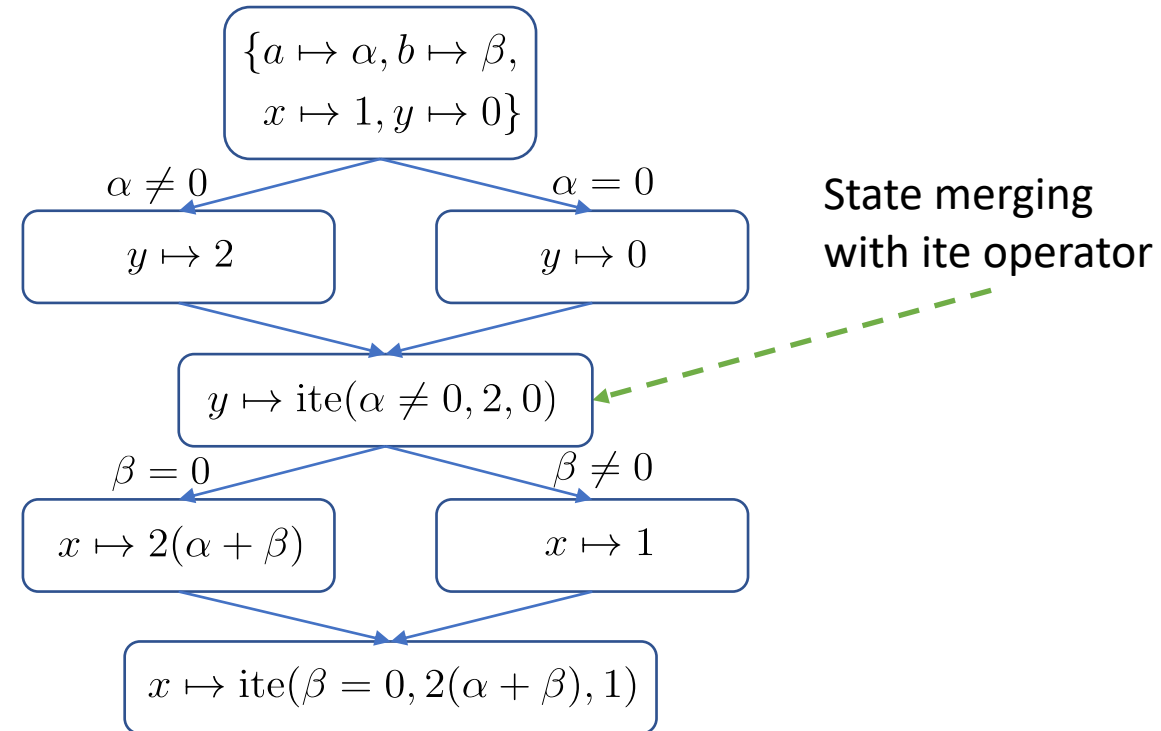 {a ↦ α, b ↦ β,
x ↦ 1, y ↦ 0}
α ≠ 0
α = 0
State merging
with ite operator
y ↦ 2
y ↦ 0
y ↦ ite(α ≠ 0, 2, 0)
β = 0
β ≠ 0
x ↦ 2(α + β)
x ↦ 1
x ↦ ite(β = 0, 2(α + β), 1)